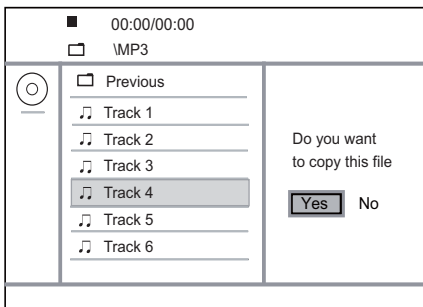 00:00/00:00
\MP3
Previous
Track 1
Track 2
Track 3
Track 4
Track 5
Track 6
Do you want
to copy this file
Yes No